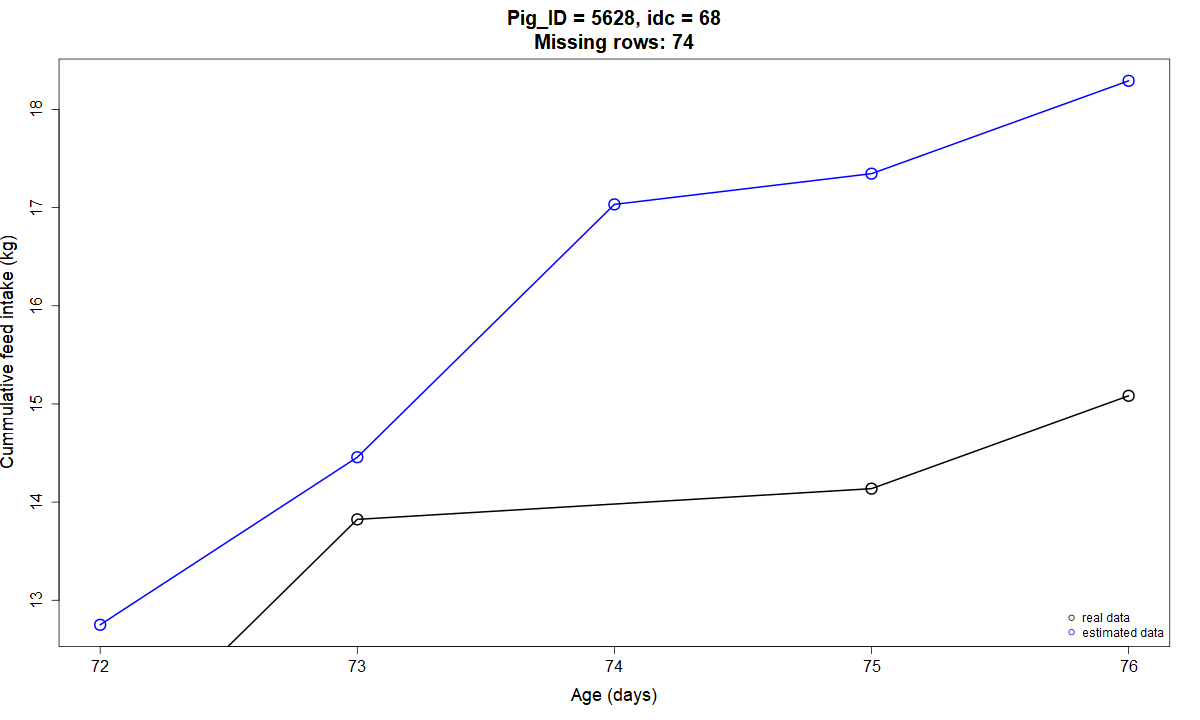 Pig_ID = 5628, idc = 68
Missing rows: 74
Cummulative feed intake (kg)
18
17
16
15
14
13
72 73 74 75 76
Age (days)
real data
estimated data